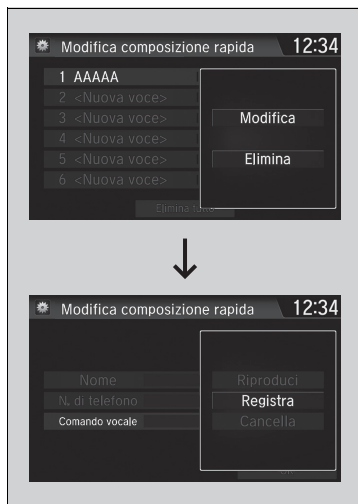 Modifica composizione rapida 12:34
1 AAAAA
2 <Nuova voce>
3 <Nuova voce>
4 <Nuova voce>
5 <Nuova voce>
6 <Nuova voce>
Modifica
Elimina
Elimina tutto
Modifica composizione rapida 12:34
Nome
N. di telefono
Comando vocale
Riproduci
Registra
Cancella